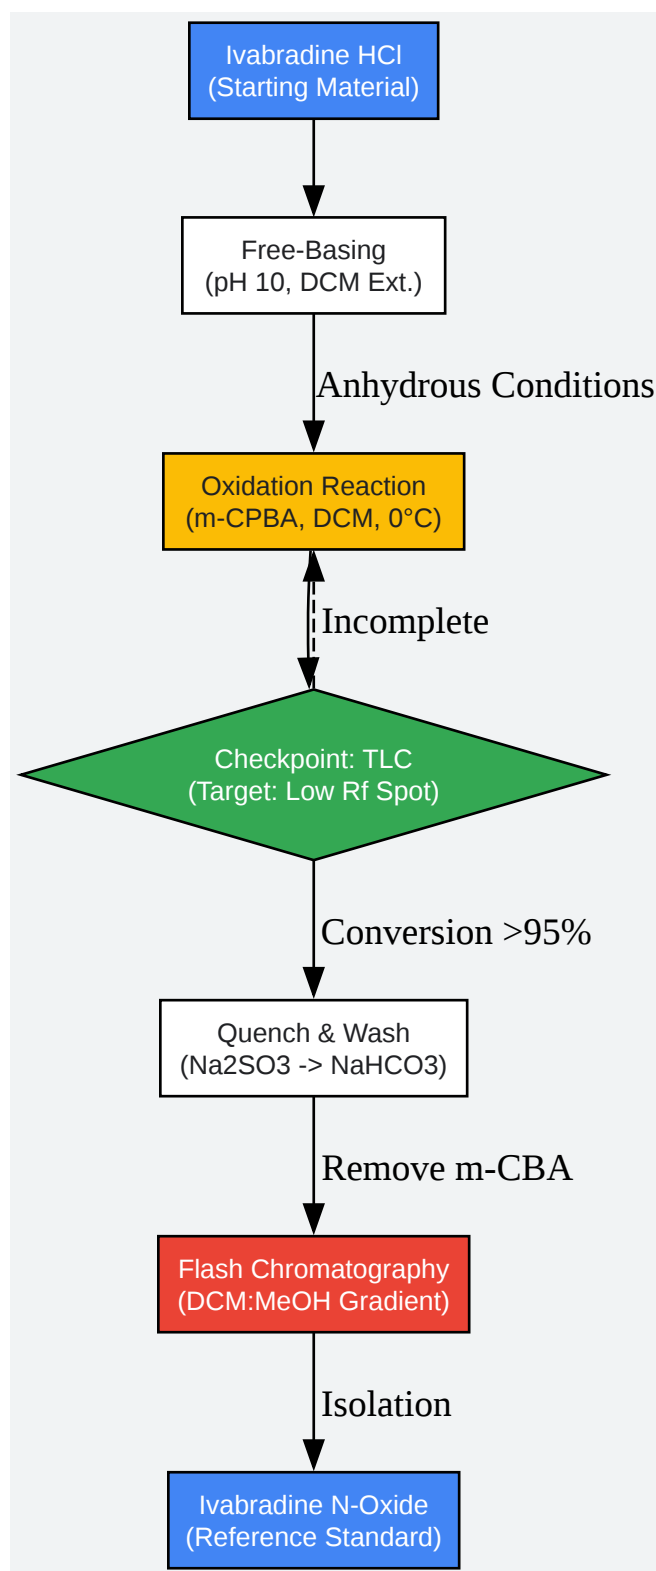 Ivabradine HCl
(Starting Material)
Free-Basing
(pH 10, DCM Ext.)
Anhydrous Conditions
Oxidation Reaction
(m-CPBA, DCM, 0°C)
Incomplete
Checkpoint: TLC
(Target: Low Rf Spot)
Conversion >95%
Quench & Wash
(Na2SO3 -> NaHCO3)
Remove m-CBA
Flash Chromatography
(DCM:MeOH Gradient)
Isolation
Ivabradine N-Oxide
(Reference Standard)